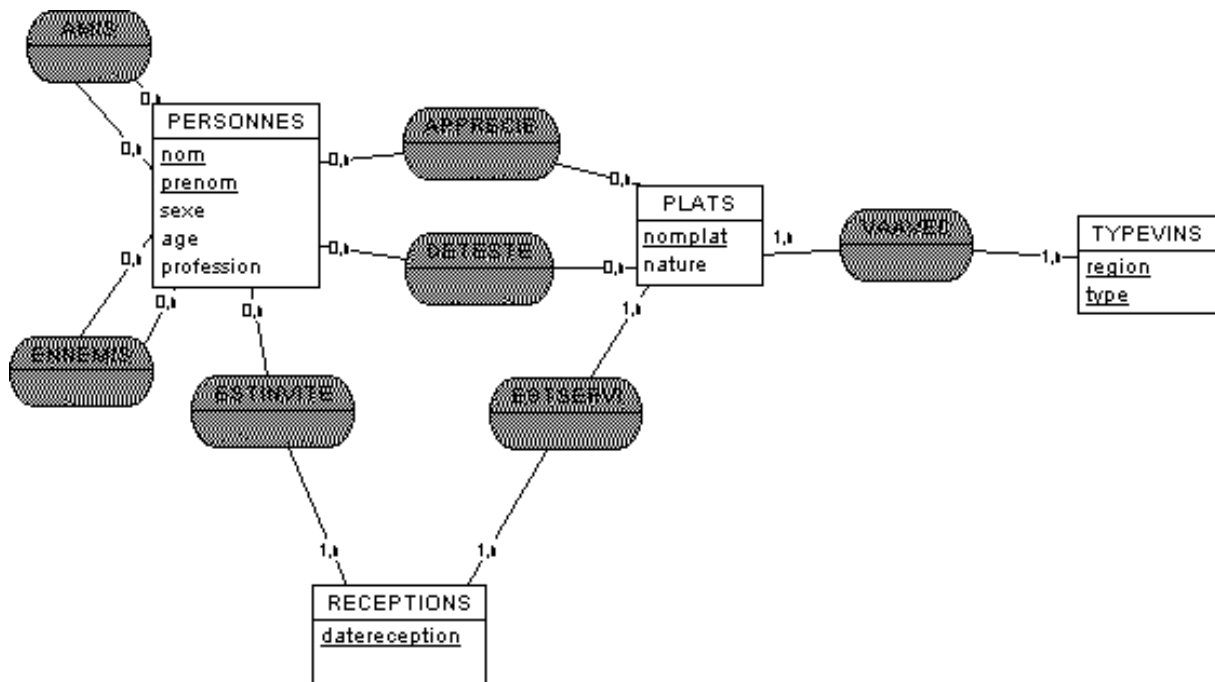 AMIS
0,n
PERSONNES
nom
prenom
sexe
age
profession
0,n
0,n
APPRECIE
0,n
0,n
DETESTE
0,n
PLATS
nomplat
nature
1,n
VAAVEC
1,n
TYPEVINS
region
type
0,n
0,n
ENNEMIS
0,n
ESTINVITE
1,n
ESTSERVI
1,n
1,n
RECEPTIONS
datereception